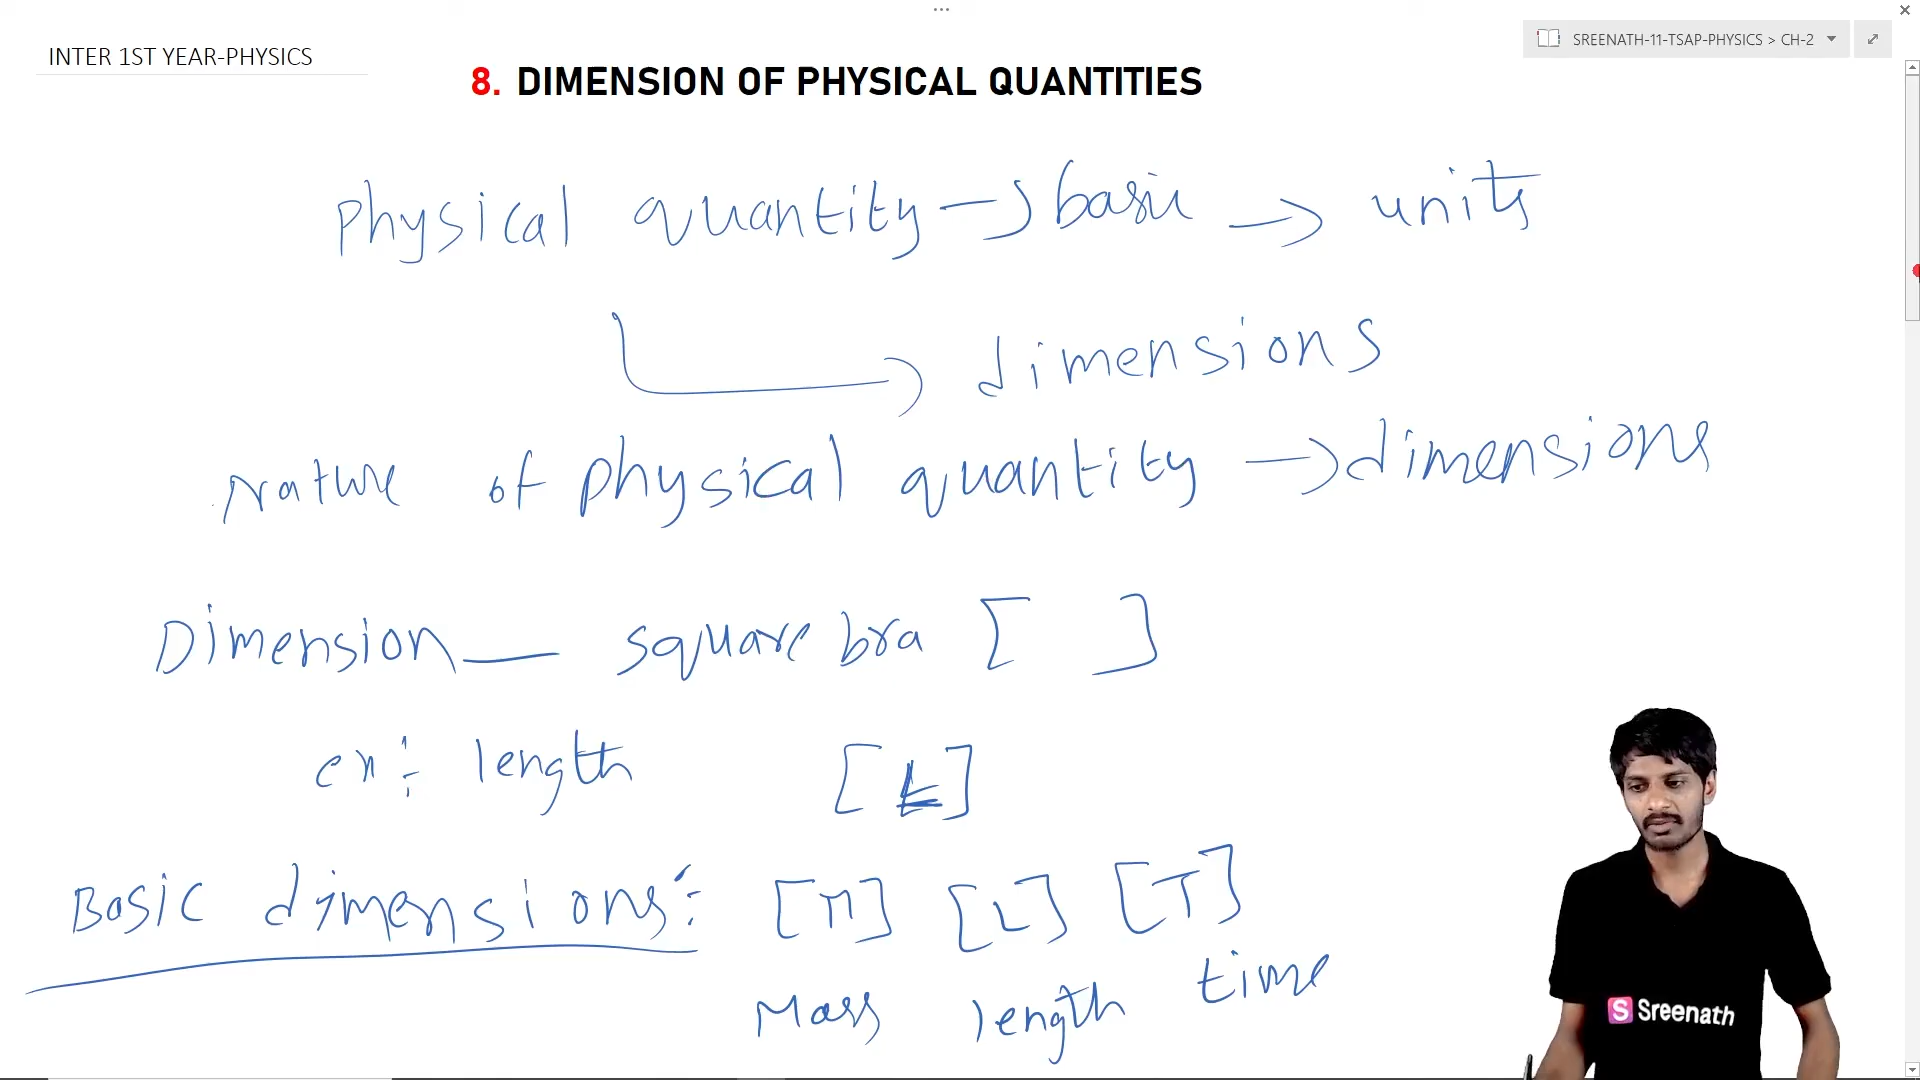 INTER 1ST YEAR-PHYSICS
SREENATH-11-TSAP-PHYSICS > CH-2
8. DIMENSION OF PHYSICAL QUANTITIES
Physical quantity → basic → units
→ dimensions
Nature of physical quantity → dimensions
Dimension — square bra [ ]
ex: length [L]
Basic dimensions: [M] [L] [T]
Mass length time
S Sreenath